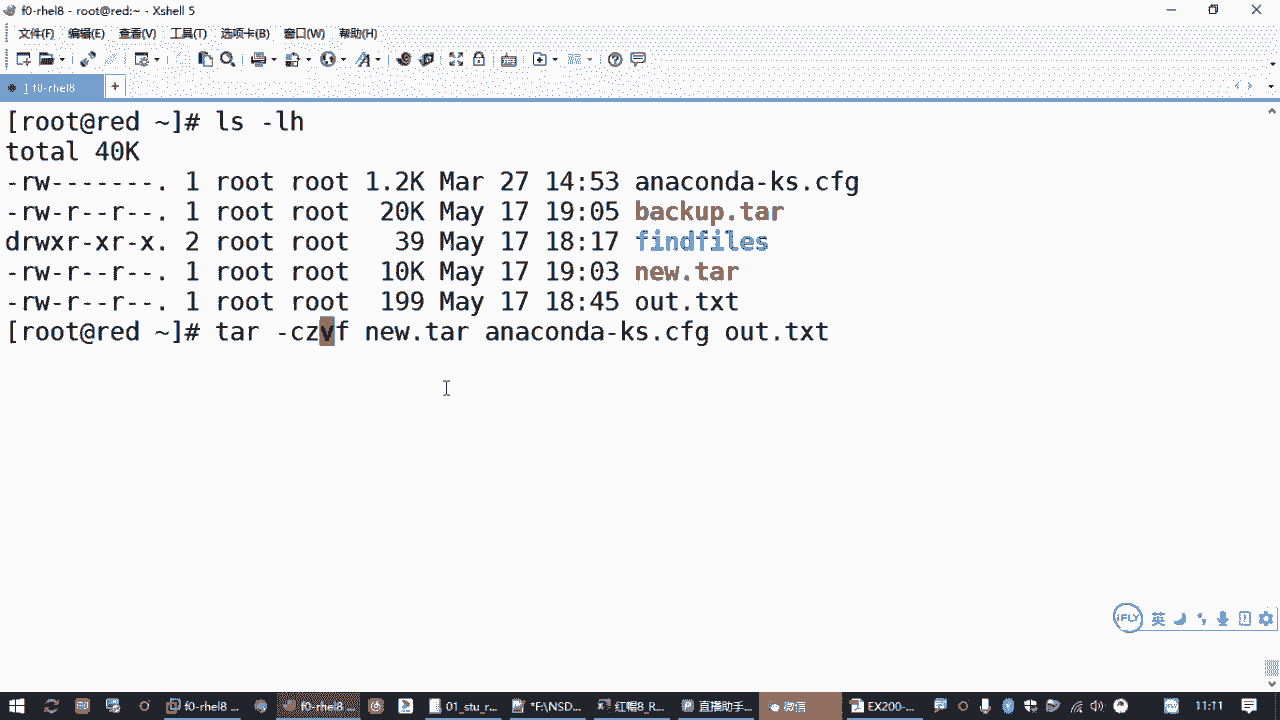 f0-rhel8 - root@red:~ - Xshell 5
文件(F) 编辑(E) 查看(V) 工具(T) 选项卡(B) 窗口(W) 帮助(H)
1 f0-rhel8 +
[root@red ~]# ls -lh
total 40K
-rw-------. 1 root root 1.2K Mar 27 14:53 anaconda-ks.cfg
-rw-r--r--. 1 root root  20K May 17 19:05 backup.tar
drwxr-xr-x. 2 root root   39 May 17 18:17 findfiles
-rw-r--r--. 1 root root  10K May 17 19:03 new.tar
-rw-r--r--. 1 root root  199 May 17 18:45 out.txt
[root@red ~]# tar -czvf new.tar anaconda-ks.cfg out.txt
iFLY 英
f0-rhel8 ... f0-rhel8... 01_stu_r... *F:\NSD... 红帽8_R... 直播助手... 微信 EX200-... 11:11